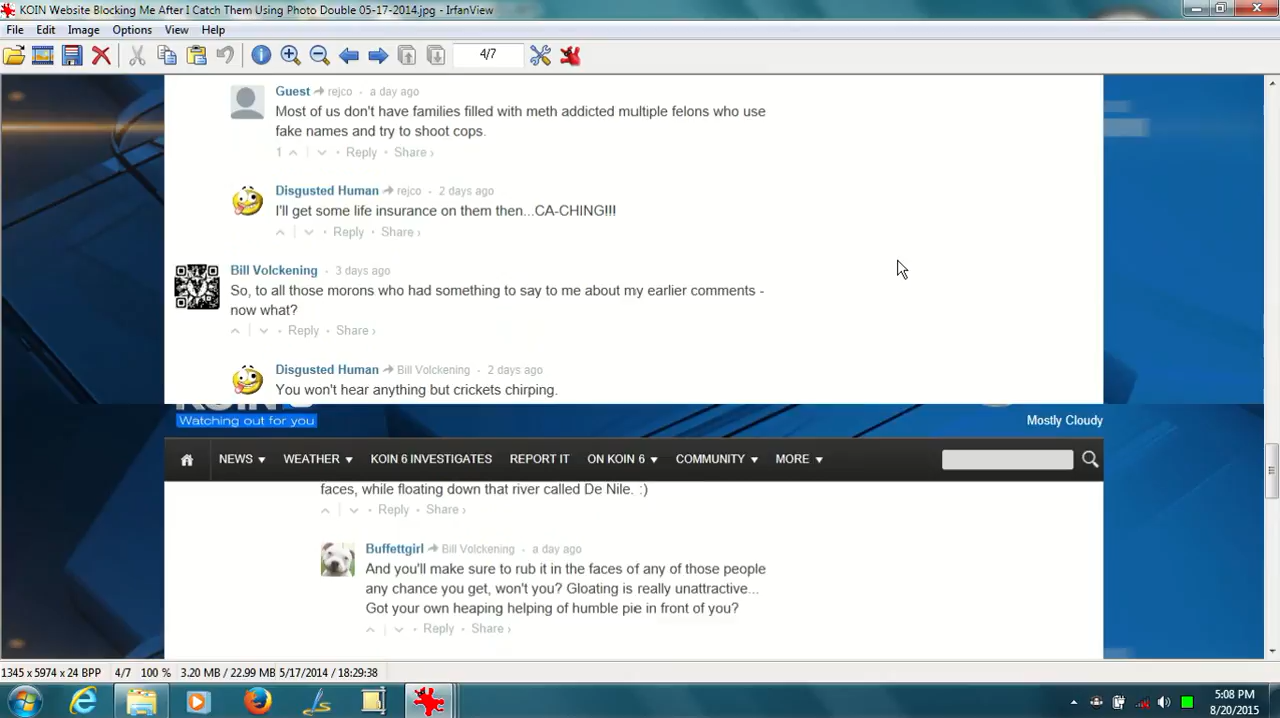 KOIN Website Blocking Me After I Catch Them Using Photo Double 05-17-2014.jpg - IrfanView
File Edit Image Options View Help
4/7
Guest rejco • a day ago
Most of us don't have families filled with meth addicted multiple felons who use
fake names and try to shoot cops.
1 • Reply • Share ›
Disgusted Human rejco • 2 days ago
I'll get some life insurance on them then...CA-CHING!!!
• Reply • Share ›
Bill Volckening • 3 days ago
So, to all those morons who had something to say to me about my earlier comments -
now what?
• Reply • Share ›
Disgusted Human Bill Volckening • 2 days ago
You won't hear anything but crickets chirping.
KOIN 6
Watching out for you
Mostly Cloudy
NEWS WEATHER KOIN 6 INVESTIGATES REPORT IT ON KOIN 6 COMMUNITY MORE
faces, while floating down that river called De Nile. :)
• Reply • Share ›
Buffettgirl Bill Volckening • a day ago
And you'll make sure to rub it in the faces of any of those people
any chance you get, won't you? Gloating is really unattractive...
Got your own heaping helping of humble pie in front of you?
• Reply • Share ›
1345 x 5974 x 24 BPP 4/7 100 % 3.20 MB / 22.99 MB 5/17/2014 / 18:29:38
5:08 PM
8/20/2015